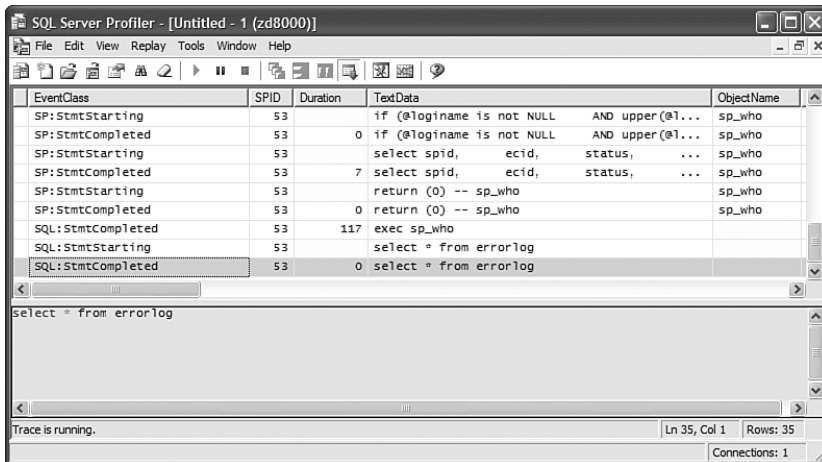 SQL Server Profiler - [Untitled - 1 (zd8000)]
File Edit View Replay Tools Window Help
EventClass SPID Duration TextData ObjectName
SP:StmtStarting 53 if (@loginame is not NULL AND upper(@l... sp_who
SP:StmtCompleted 53 0 if (@loginame is not NULL AND upper(@l... sp_who
SP:StmtStarting 53 select spid, ecid, status, ... sp_who
SP:StmtCompleted 53 7 select spid, ecid, status, ... sp_who
SP:StmtStarting 53 return (0) -- sp_who sp_who
SP:StmtCompleted 53 0 return (0) -- sp_who sp_who
SQL:StmtCompleted 53 117 exec sp_who
SQL:StmtStarting 53 select * from errorlog
SQL:StmtCompleted 53 0 select * from errorlog
select * from errorlog
Trace is running. Ln 35, Col 1 Rows: 35
Connections: 1